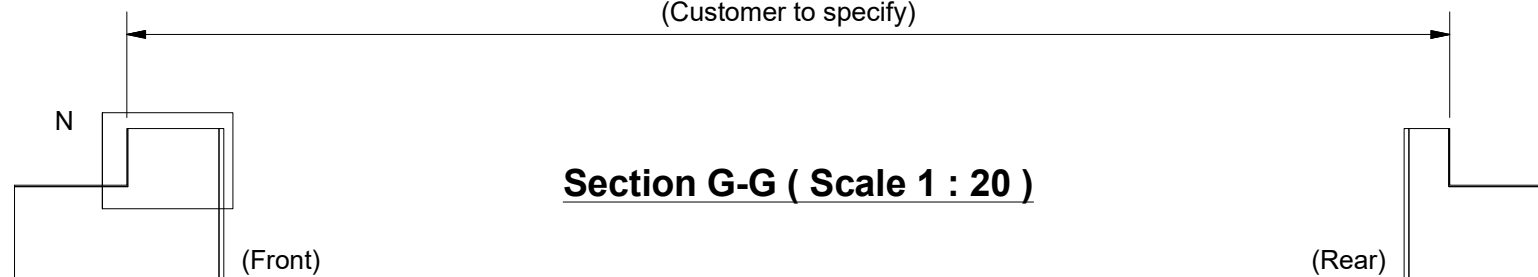 (Customer to specify)
N
Section G-G ( Scale 1 : 20 )
(Front)
(Rear)